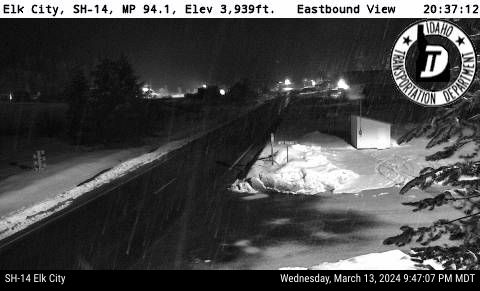 Elk City, SH-14, MP 94.1, Elev 3,939ft.   Eastbound View   20:37:12
IDAHO
TRANSPORTATION DEPARTMENT
SH-14 Elk City
Wednesday, March 13, 2024 9:47:07 PM MDT